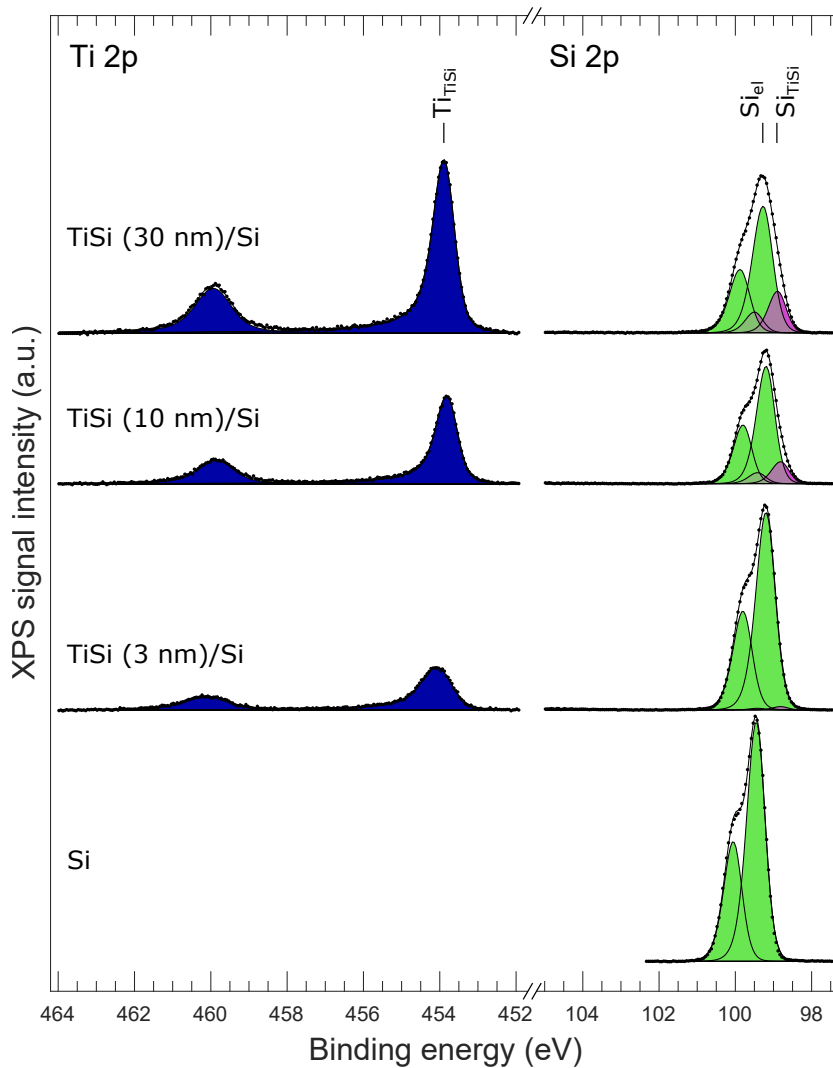 Ti 2p
Si 2p
Ti_TiSi
Si_el
Si_TiSi
TiSi (30 nm)/Si
TiSi (10 nm)/Si
TiSi (3 nm)/Si
Si
XPS signal intensity (a.u.)
464 462 460 458 456 454 452 // 104 102 100 98
Binding energy (eV)